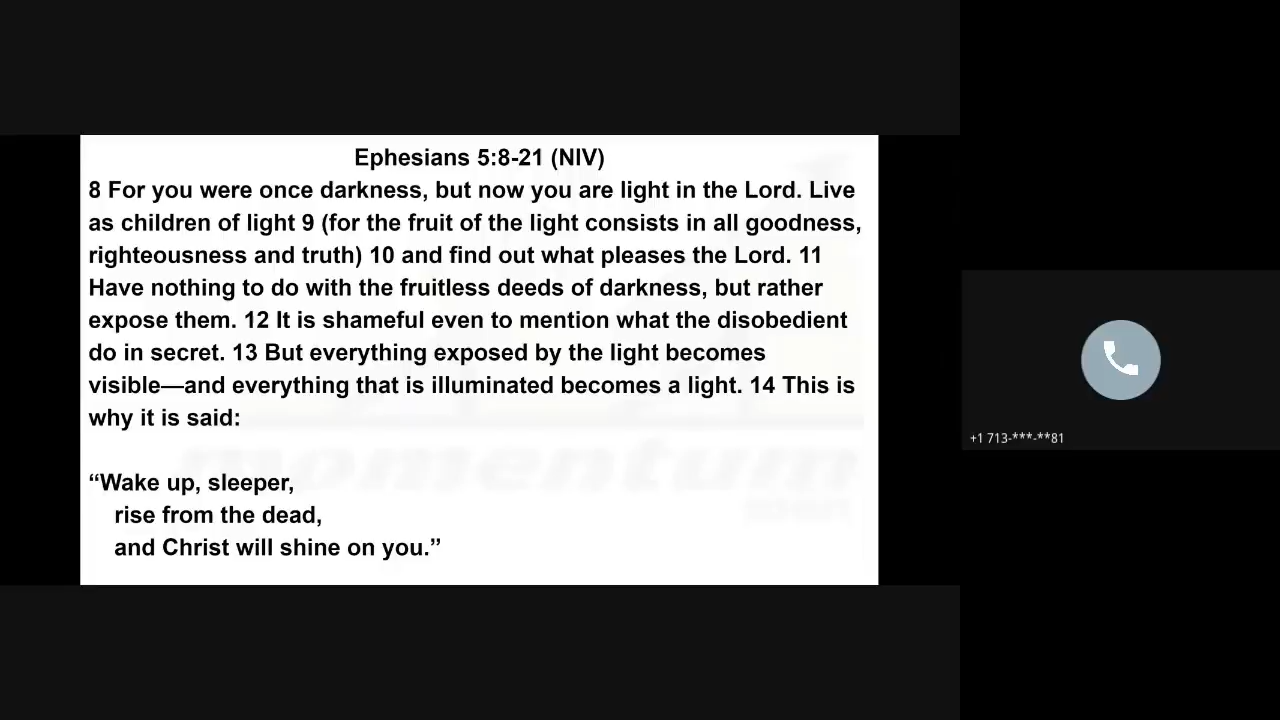 Ephesians 5:8-21 (NIV)
8 For you were once darkness, but now you are light in the Lord. Live
as children of light 9 (for the fruit of the light consists in all goodness,
righteousness and truth) 10 and find out what pleases the Lord. 11
Have nothing to do with the fruitless deeds of darkness, but rather
expose them. 12 It is shameful even to mention what the disobedient
do in secret. 13 But everything exposed by the light becomes
visible—and everything that is illuminated becomes a light. 14 This is
why it is said:
“Wake up, sleeper,
rise from the dead,
and Christ will shine on you.”
momentum
+1 713-***-**81